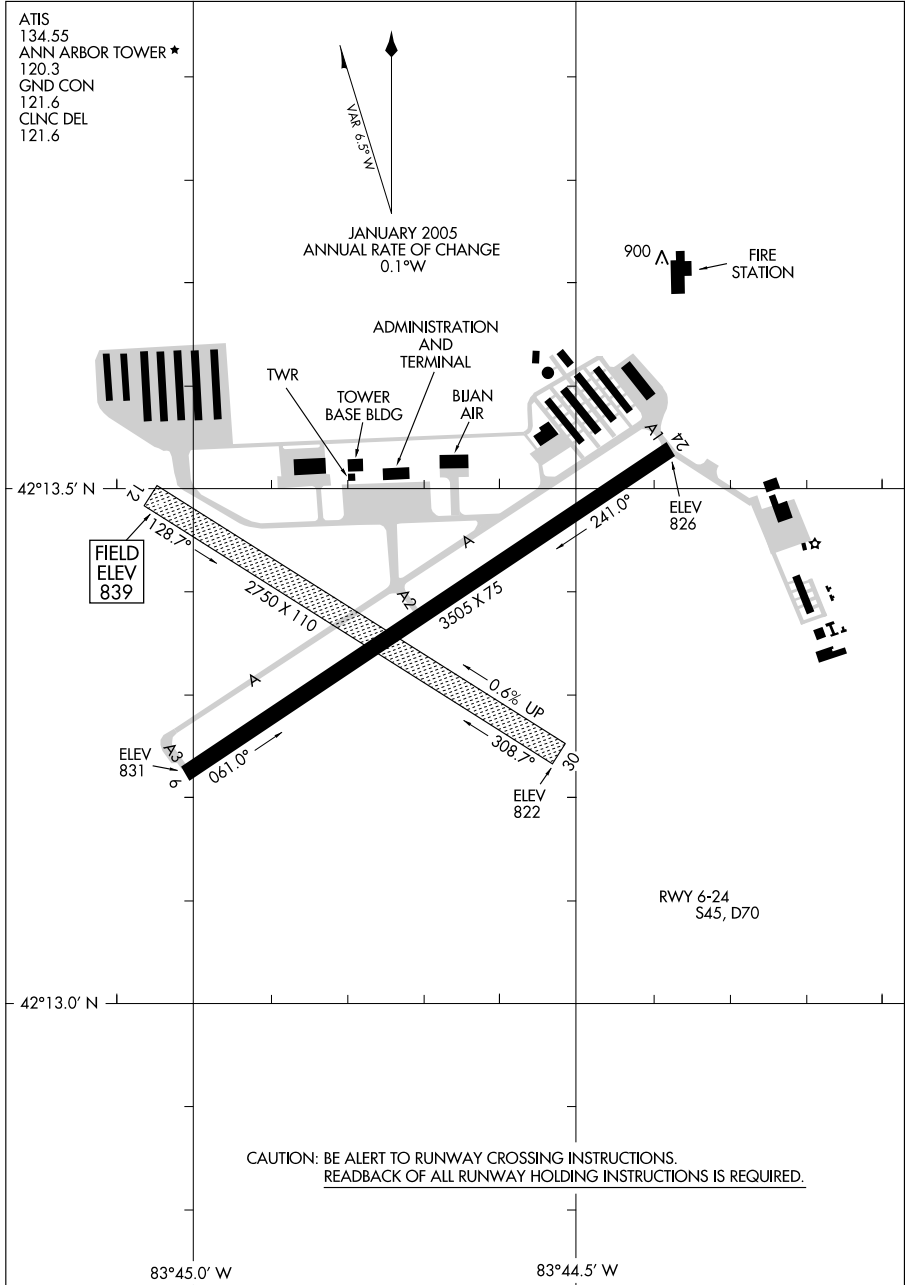 ATIS
134.55
ANN ARBOR TOWER ★
120.3
GND CON
121.6
CLNC DEL
121.6
VAR 6.5° W
JANUARY 2005
ANNUAL RATE OF CHANGE
0.1°W
900
FIRE
STATION
ADMINISTRATION
AND
TERMINAL
TWR
TOWER
BASE BLDG
BIJAN
AIR
A1
24
42°13.5' N
12
ELEV
826
241.0°
FIELD
ELEV
839
128.7°
A
2750 X 110
A2
3505 X 75
A
0.6% UP
308.7°
30
ELEV
831
A3
6
061.0°
ELEV
822
RWY 6-24
S45, D70
42°13.0' N
CAUTION: BE ALERT TO RUNWAY CROSSING INSTRUCTIONS.
READBACK OF ALL RUNWAY HOLDING INSTRUCTIONS IS REQUIRED.
83°45.0' W
83°44.5' W